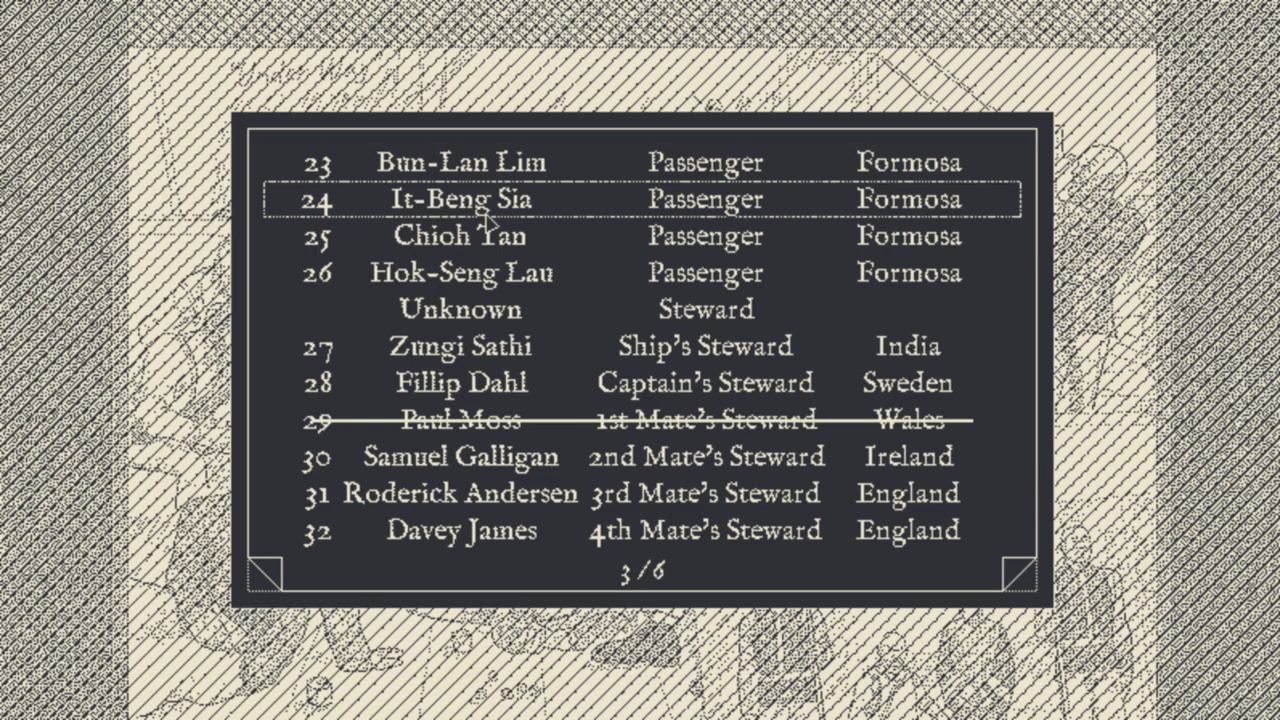 23 Bun-Lan Lim Passenger Formosa
24 It-Beng Sia Passenger Formosa
25 Chioh Tan Passenger Formosa
26 Hok-Seng Lau Passenger Formosa
Unknown Steward
27 Zungi Sathi Ship's Steward India
28 Fillip Dahl Captain's Steward Sweden
29 Paul Moss 1st Mate's Steward Wales
30 Samuel Galligan 2nd Mate's Steward Ireland
31 Roderick Andersen 3rd Mate's Steward England
32 Davey James 4th Mate's Steward England
3/6